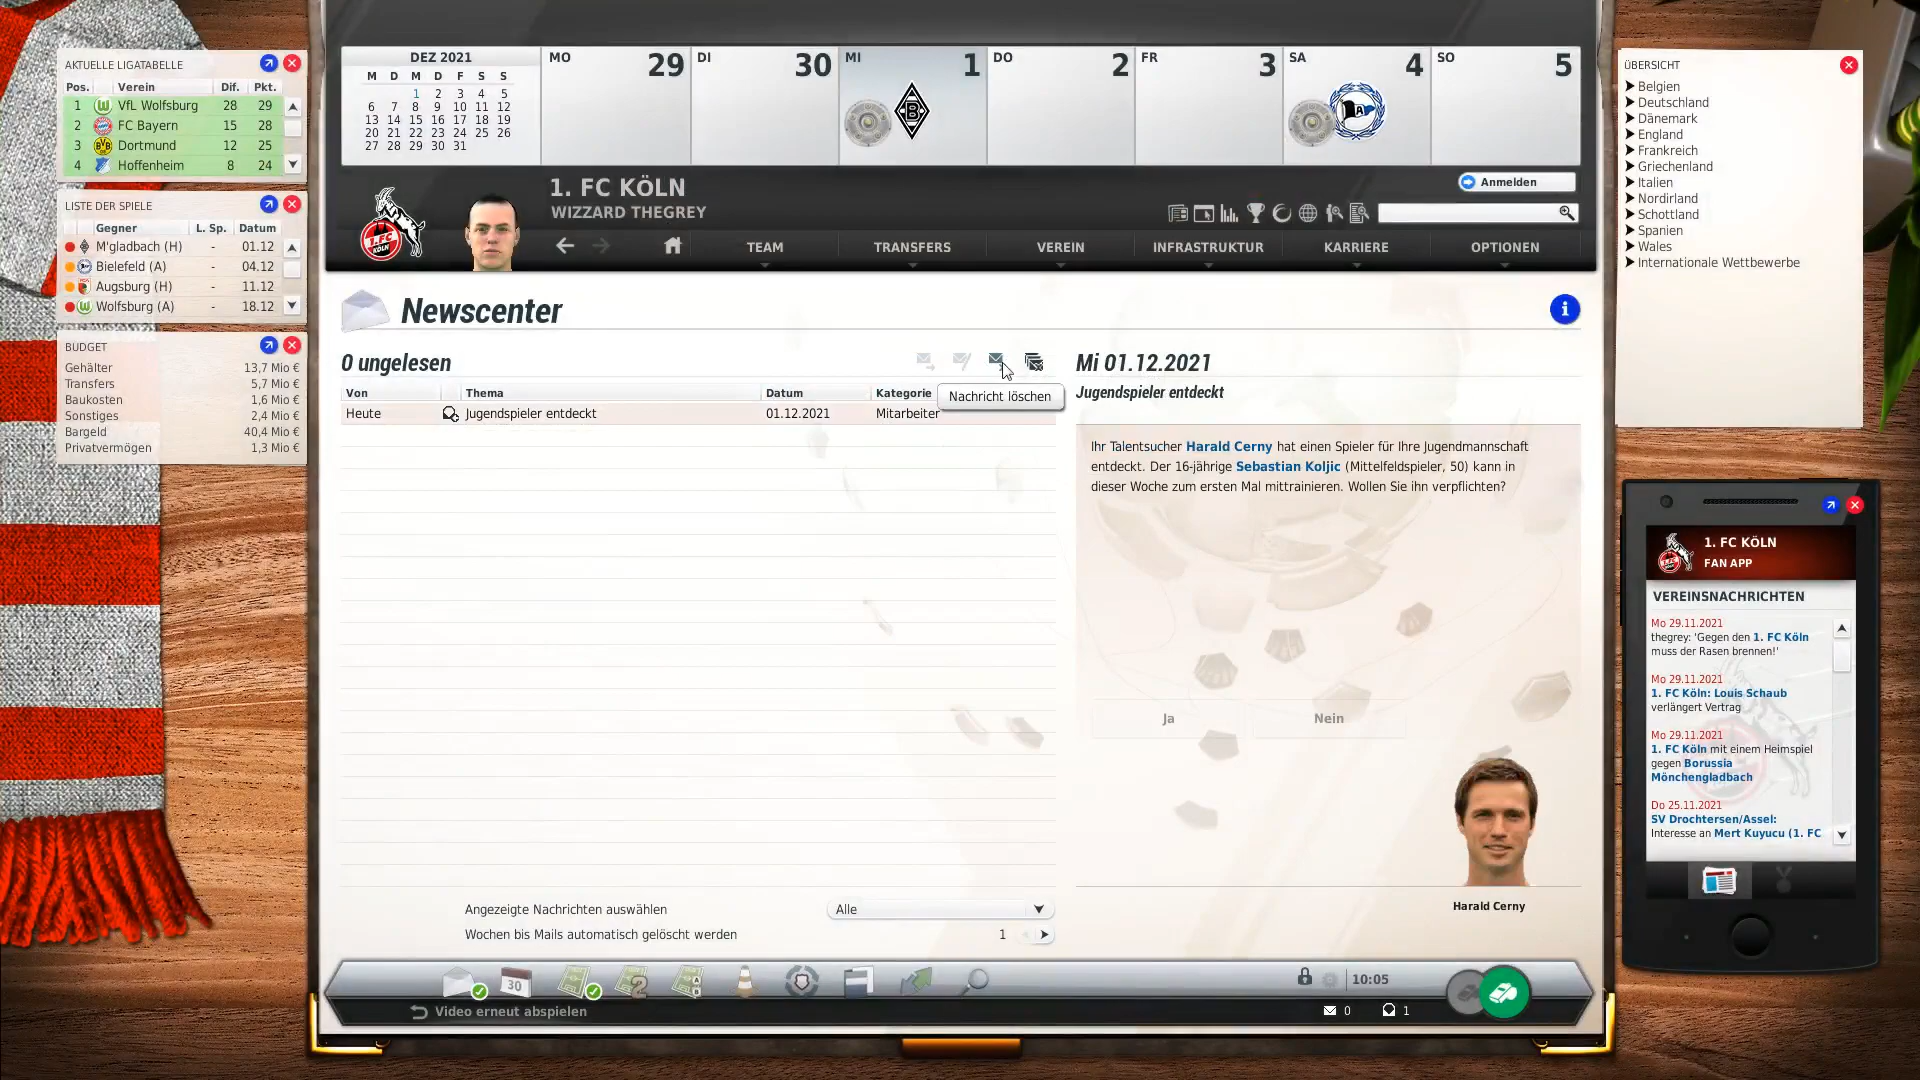 AKTUELLE LIGATABELLE
Pos. Verein Dif. Pkt.
1 VfL Wolfsburg 28 29
2 FC Bayern 15 28
3 Dortmund 12 25
4 Hoffenheim 8 24
LISTE DER SPIELE
Gegner L. Sp. Datum
M'gladbach (H) - 01.12
Bielefeld (A) - 04.12
Augsburg (H) - 11.12
Wolfsburg (A) - 18.12
BUDGET
Gehälter 13,7 Mio €
Transfers 5,7 Mio €
Baukosten 1,6 Mio €
Sonstiges 2,4 Mio €
Bargeld 40,4 Mio €
Privatvermögen 1,3 Mio €
DEZ 2021
M D M D F S S
1 2 3 4 5
6 7 8 9 10 11 12
13 14 15 16 17 18 19
20 21 22 23 24 25 26
27 28 29 30 31
MO 29 DI 30 MI 1 DO 2 FR 3 SA 4 SO 5
1. FC KÖLN
WIZZARD THEGREY
Anmelden
TEAM TRANSFERS VEREIN INFRASTRUKTUR KARRIERE OPTIONEN
Newscenter
0 ungelesen
Von Thema Datum Kategorie
Nachricht löschen
Heute Jugendspieler entdeckt 01.12.2021 Mitarbeiter
Mi 01.12.2021
Jugendspieler entdeckt
Ihr Talentsucher Harald Cerny hat einen Spieler für Ihre Jugendmannschaft
entdeckt. Der 16-jährige Sebastian Koljic (Mittelfeldspieler, 50) kann in
dieser Woche zum ersten Mal mittrainieren. Wollen Sie ihn verpflichten?
Ja Nein
Harald Cerny
Angezeigte Nachrichten auswählen Alle
Wochen bis Mails automatisch gelöscht werden 1
30
2
10:05
Video erneut abspielen
0 1
ÜBERSICHT
Belgien
Deutschland
Dänemark
England
Frankreich
Griechenland
Italien
Nordirland
Schottland
Spanien
Wales
Internationale Wettbewerbe
1. FC KÖLN
FAN APP
VEREINSNACHRICHTEN
Mo 29.11.2021
thegrey: 'Gegen den 1. FC Köln
muss der Rasen brennen!'
Mo 29.11.2021
1. FC Köln: Louis Schaub
verlängert Vertrag
Mo 29.11.2021
1. FC Köln mit einem Heimspiel
gegen Borussia
Mönchengladbach
Do 25.11.2021
SV Drochtersen/Assel:
Interesse an Mert Kuyucu (1. FC